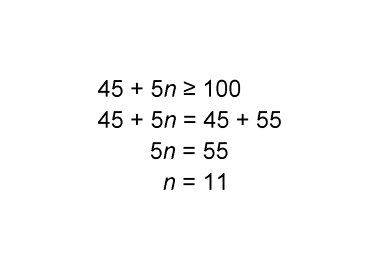 45 + 5n ≥ 100
45 + 5n = 45 + 55
5n = 55
n = 11